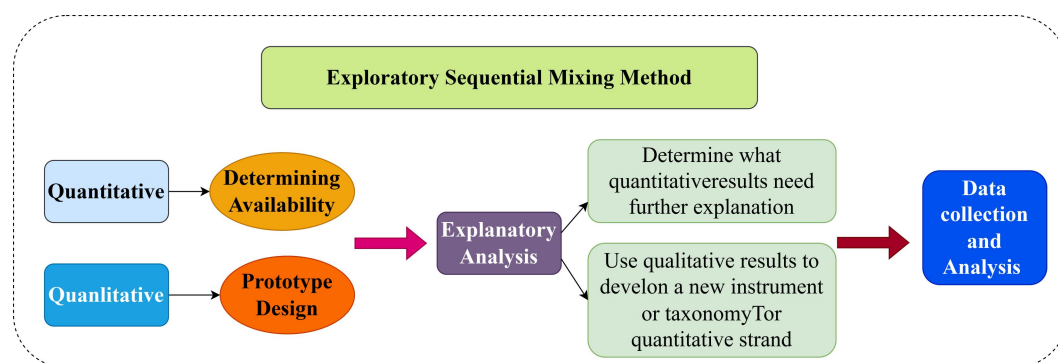 Exploratory Sequential Mixing Method
Quantitative
Determining
Availability
Quanlitative
Prototype
Design
Explanatory
Analysis
Determine what
quantitativeresults need
further explanation
Use qualitative results to
develop a new instrument
or taxonomyTor
quantitative strand
Data
collection
and
Analysis